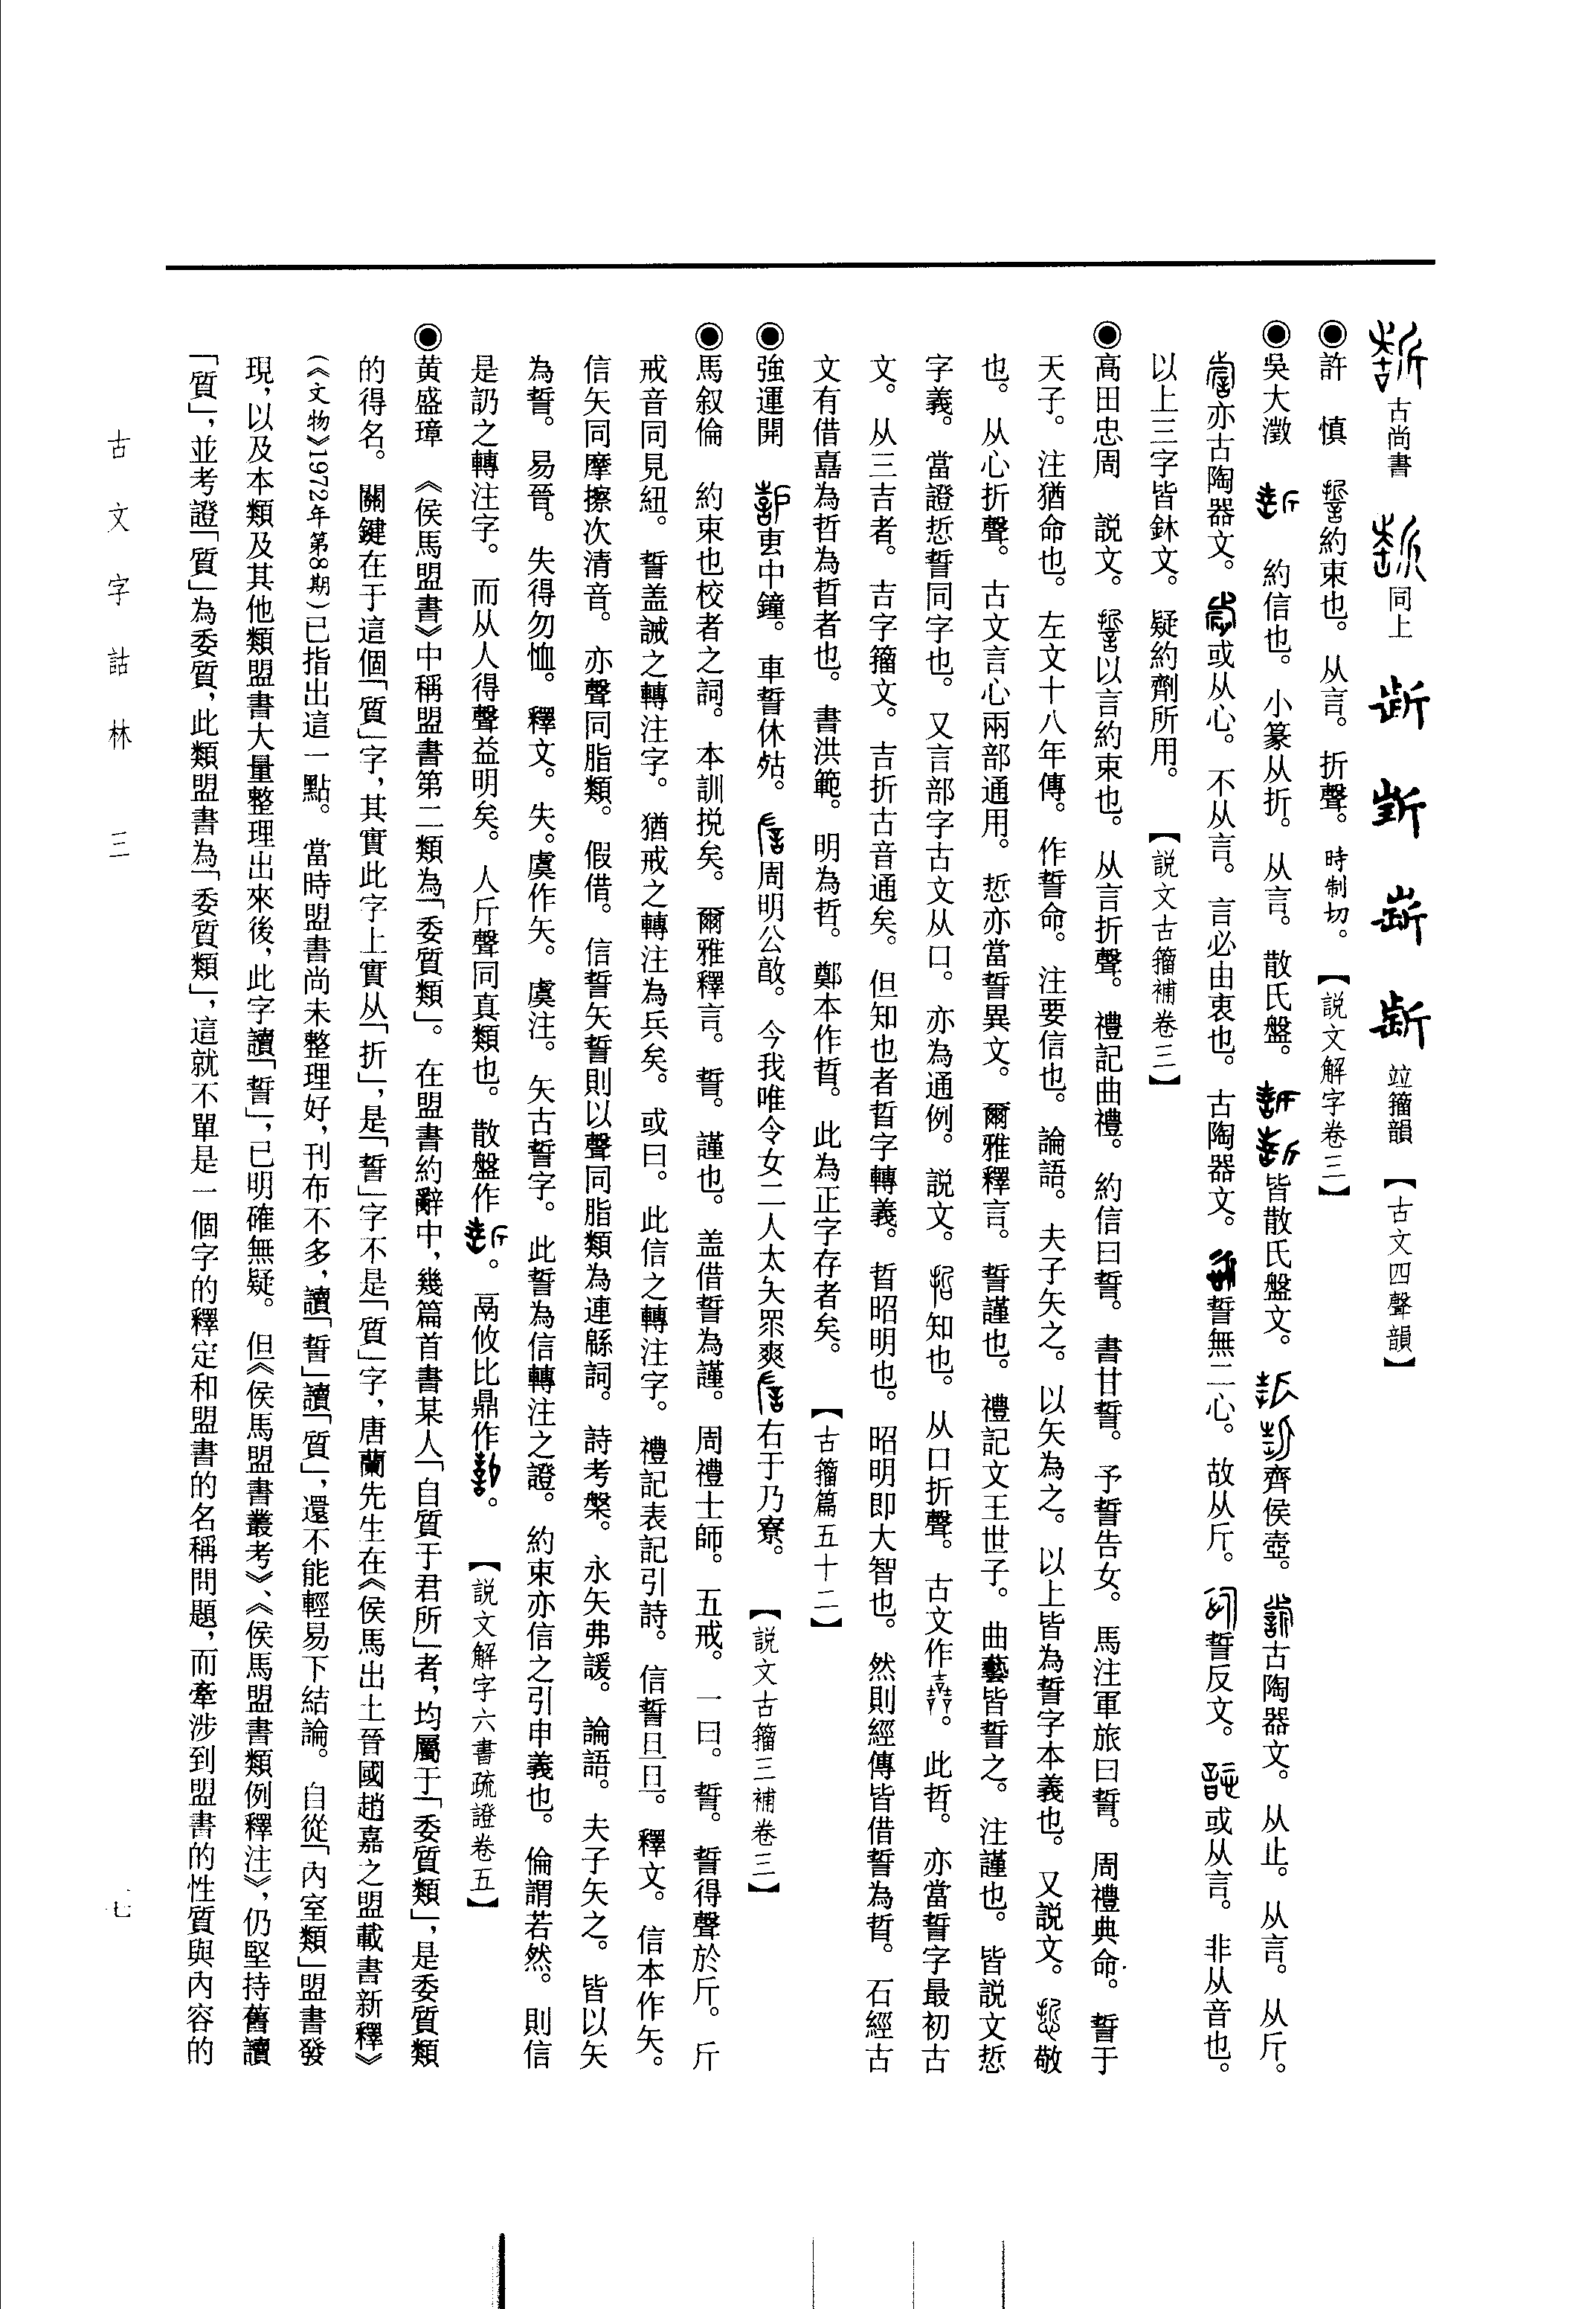 古尚書　同上　竝籀韻　【古文四聲韻】
◉許　慎　約束也。从言。折聲。時制切。【説文解字卷三】
◉吳大澂　約信也。小篆从折。从言。散氏盤。皆散氏盤文。齊侯壺。古陶器文。从止。从言。从斤。
亦古陶器文。或从心。不从言。言必由衷也。古陶器文。誓無二心。故从斤。誓反文。或从言。非从音也。
以上三字皆鉢文。疑約劑所用。【説文古籀補卷三】
◉高田忠周　説文。以言約束也。从言折聲。禮記曲禮。約信曰誓。書甘誓。予誓告女。馬注軍旅曰誓。周禮典命。誓于
天子。注猶命也。左文十八年傳。作誓命。注要信也。論語。夫子矢之。以矢為之。以上皆為誓字本義也。又説文。敬
也。从心折聲。古文言心兩部通用。悊亦當誓異文。爾雅釋言。誓謹也。禮記文王世子。曲藝皆誓之。注謹也。皆説文悊
字義。當證悊誓同字也。又言部字古文从口。亦為通例。説文。知也。从口折聲。古文作嚞。此哲。亦當誓字最初古
文。从三吉者。吉字籀文。吉折古音通矣。但知也者哲字轉義。晢昭明也。昭明即大智也。然則經傳皆借誓為哲。石經古
文有借嚞為哲為晢者也。書洪範。明為哲。鄭本作晢。此為正字存者矣。【古籀篇五十二】
◉強運開　叀中鐘。車誓休𡚱。周明公𣪘。今我唯令女二人太夨眔爽右于乃寮。【説文古籀三補卷三】
◉馬叙倫　約束也校者之詞。本訓挩矣。爾雅釋言。誓。謹也。盖借誓為謹。周禮士師。五戒。一曰。誓。誓得聲於斤。斤
戒音同見紐。誓盖誡之轉注字。猶戒之轉注為兵矣。或曰。此信之轉注字。禮記表記引詩。信誓旦旦。釋文。信本作矢。
信矢同摩擦次清音。亦聲同脂類。假借。信誓矢誓則以聲同脂類為連緜詞。詩考槃。永矢弗諼。論語。夫子矢之。皆以矢
為誓。易晉。失得勿恤。釋文。失。虞作矢。虞注。矢古誓字。此誓為信轉注之證。約束亦信之引申義也。倫謂若然。則信
是訒之轉注字。而从人得聲益明矣。人斤聲同真類也。散盤作。鬲攸比鼎作。【説文解字六書疏證卷五】
◉黄盛璋　《侯馬盟書》中稱盟書第二類為「委質類」。在盟書約辭中，幾篇首書某人「自質于君所」者，均屬于「委質類」，是委質類
的得名。關鍵在于這個「質」字，其實此字上實从「折」，是「誓」字不是「質」字，唐蘭先生在《侯馬出土晉國趙嘉之盟載書新釋》
（《文物》1972年第8期）已指出這一點。當時盟書尚未整理好，刊布不多，讀「誓」讀「質」，還不能輕易下結論。自從「內室類」盟書發
現，以及本類及其他類盟書大量整理出來後，此字讀「誓」，已明確無疑。但《侯馬盟書叢考》、《侯馬盟書類例釋注》，仍堅持舊讀
「質」，並考證「質」為委質，此類盟書為「委質類」，這就不單是一個字的釋定和盟書的名稱問題，而牽涉到盟書的性質與內容的
古文字詁林　三
七